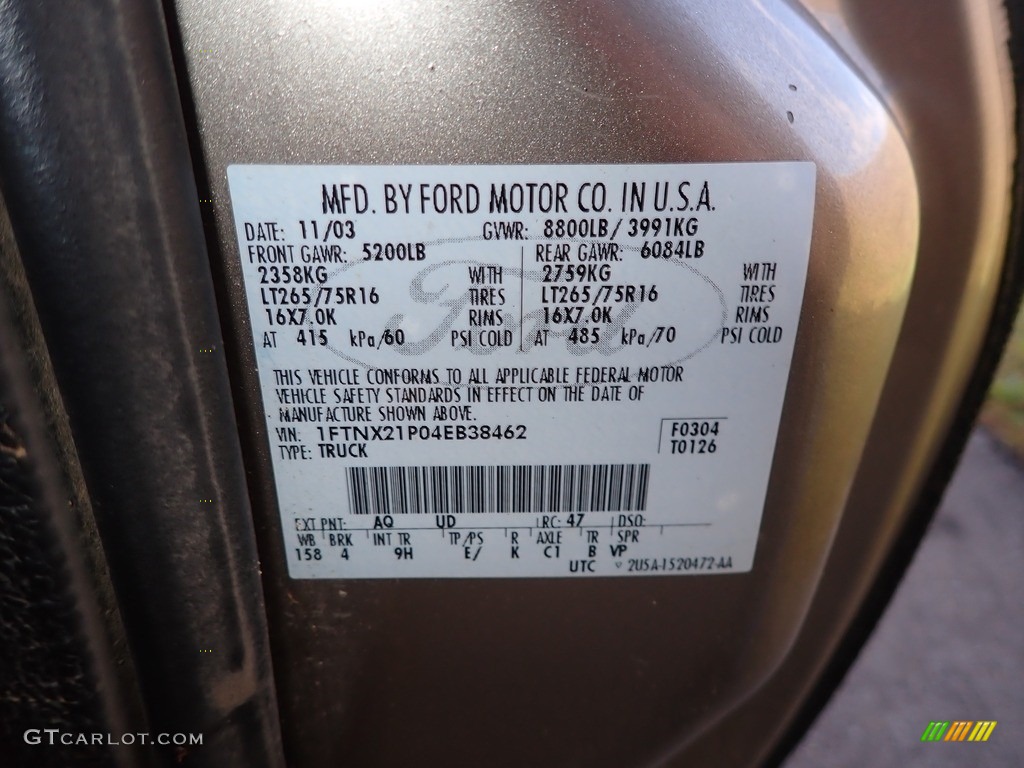 MFD. BY FORD MOTOR CO. IN U.S.A.
DATE: 11/03 GVWR: 8800LB/ 3991KG
FRONT GAWR: 5200LB REAR GAWR: 6084LB
2358KG WITH 2759KG WITH
LT265/75R16 TIRES LT265/75R16 TIRES
16X7.0K RIMS 16X7.0K RIMS
AT 415 kPa/60 PSI COLD AT 485 kPa/70 PSI COLD
Ford
THIS VEHICLE CONFORMS TO ALL APPLICABLE FEDERAL MOTOR
VEHICLE SAFETY STANDARDS IN EFFECT ON THE DATE OF
MANUFACTURE SHOWN ABOVE.
VIN: 1FTNX21P04EB38462 F0304
TYPE: TRUCK T0126
EXT PNT: AQ UD RC: 47 DSO:
WB BRK INT TR TP/PS R AXLE TR SPR
158 4 9H E/ K C1 B VP
UTC 2U5A-1520472-AA
GTCARLOT.COM